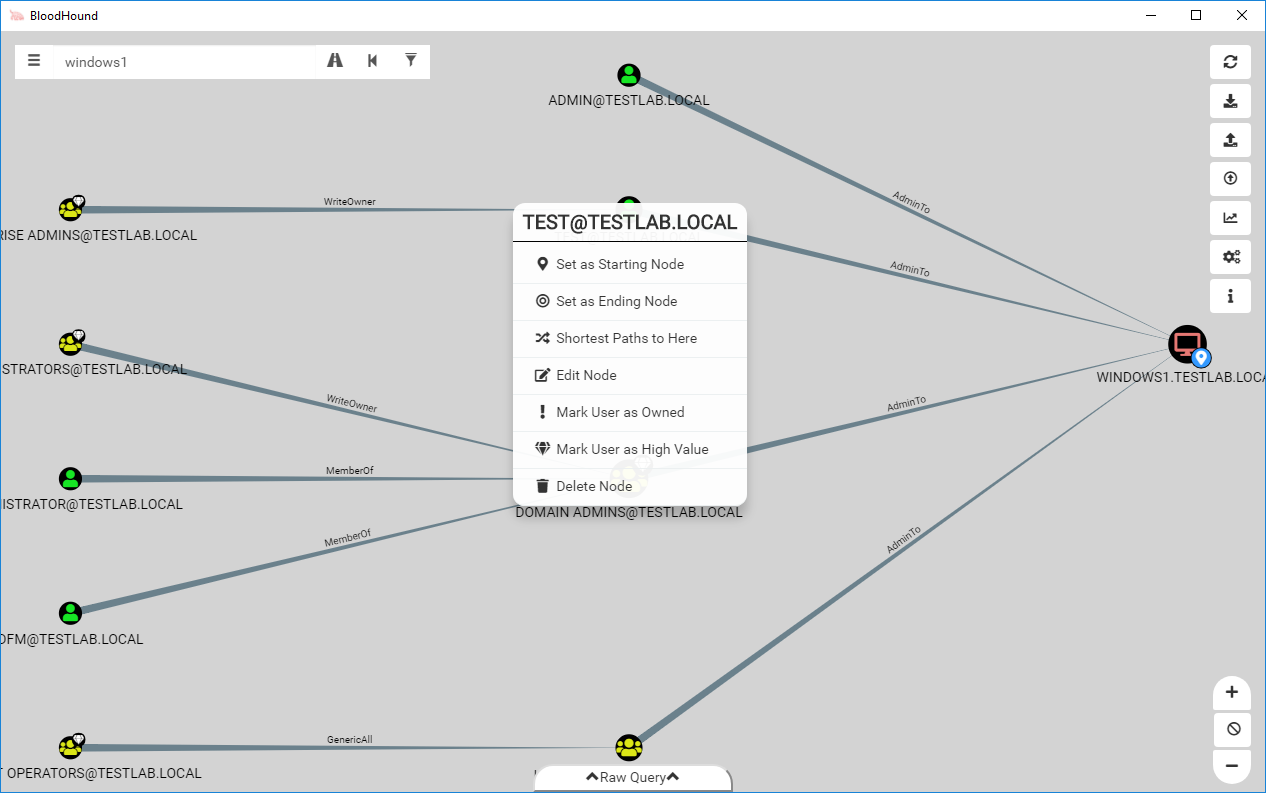 BloodHound
windows1
ADMIN@TESTLAB.LOCAL
AdminTo
WriteOwner
RISE ADMINS@TESTLAB.LOCAL
TEST@TESTLAB.LOCAL
AdminTo
Set as Starting Node
Set as Ending Node
Shortest Paths to Here
Edit Node
Mark User as Owned
Mark User as High Value
Delete Node
STRATORS@TESTLAB.LOCAL
WINDOWS1.TESTLAB.LOCA
WriteOwner
AdminTo
MemberOf
ISTRATOR@TESTLAB.LOCAL
DOMAIN ADMINS@TESTLAB.LOCAL
MemberOf
AdminTo
DFM@TESTLAB.LOCAL
GenericAll
T OPERATORS@TESTLAB.LOCAL
Raw Query